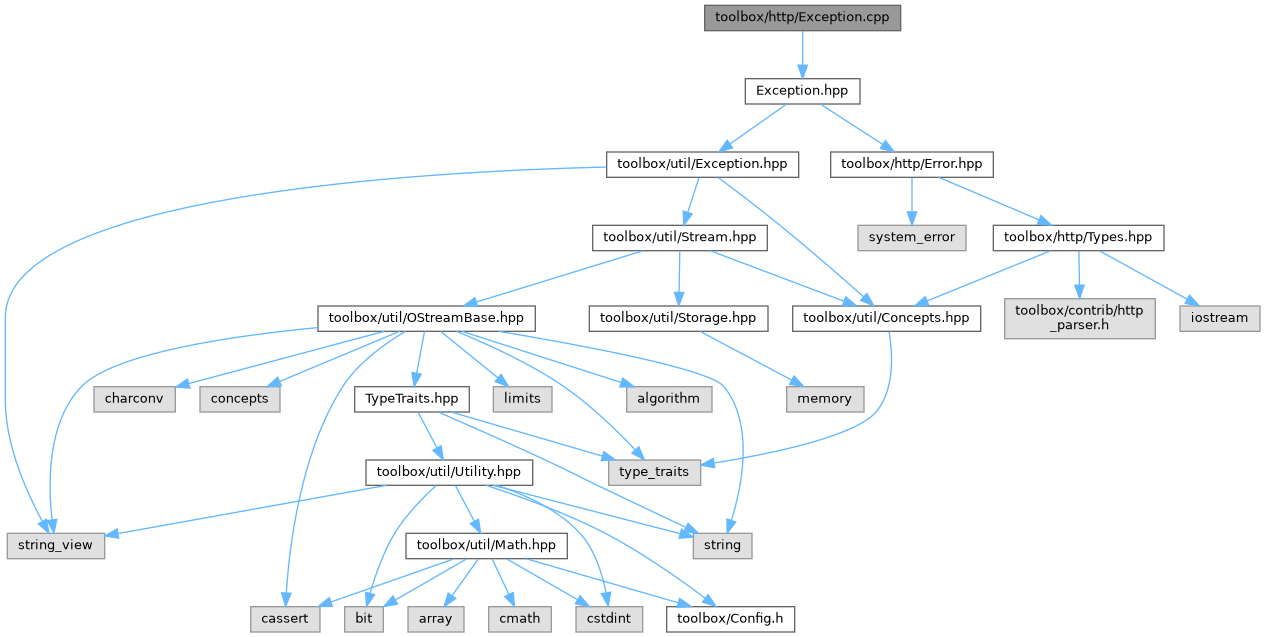 toolbox/http/Exception.cpp
Exception.hpp
toolbox/util/Exception.hpp
toolbox/http/Error.hpp
toolbox/util/Stream.hpp
system_error
toolbox/http/Types.hpp
toolbox/util/OStreamBase.hpp
toolbox/util/Storage.hpp
toolbox/util/Concepts.hpp
toolbox/contrib/http
_parser.h
iostream
charconv
concepts
TypeTraits.hpp
limits
algorithm
memory
toolbox/util/Utility.hpp
type_traits
string_view
toolbox/util/Math.hpp
string
cassert
bit
array
cmath
cstdint
toolbox/Config.h